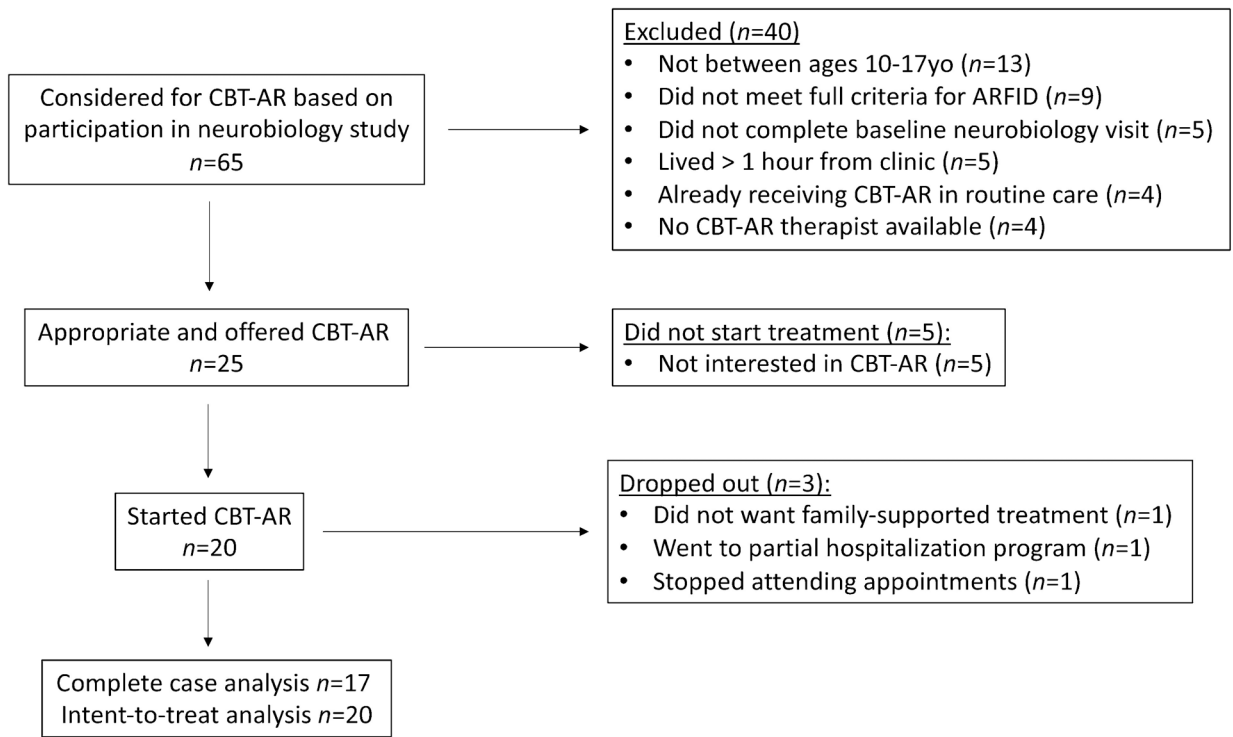 Considered for CBT-AR based on
participation in neurobiology study
n=65
Excluded (n=40)
• Not between ages 10-17yo (n=13)
• Did not meet full criteria for ARFID (n=9)
• Did not complete baseline neurobiology visit (n=5)
• Lived > 1 hour from clinic (n=5)
• Already receiving CBT-AR in routine care (n=4)
• No CBT-AR therapist available (n=4)
Appropriate and offered CBT-AR
n=25
Did not start treatment (n=5):
• Not interested in CBT-AR (n=5)
Started CBT-AR
n=20
Dropped out (n=3):
• Did not want family-supported treatment (n=1)
• Went to partial hospitalization program (n=1)
• Stopped attending appointments (n=1)
Complete case analysis n=17
Intent-to-treat analysis n=20